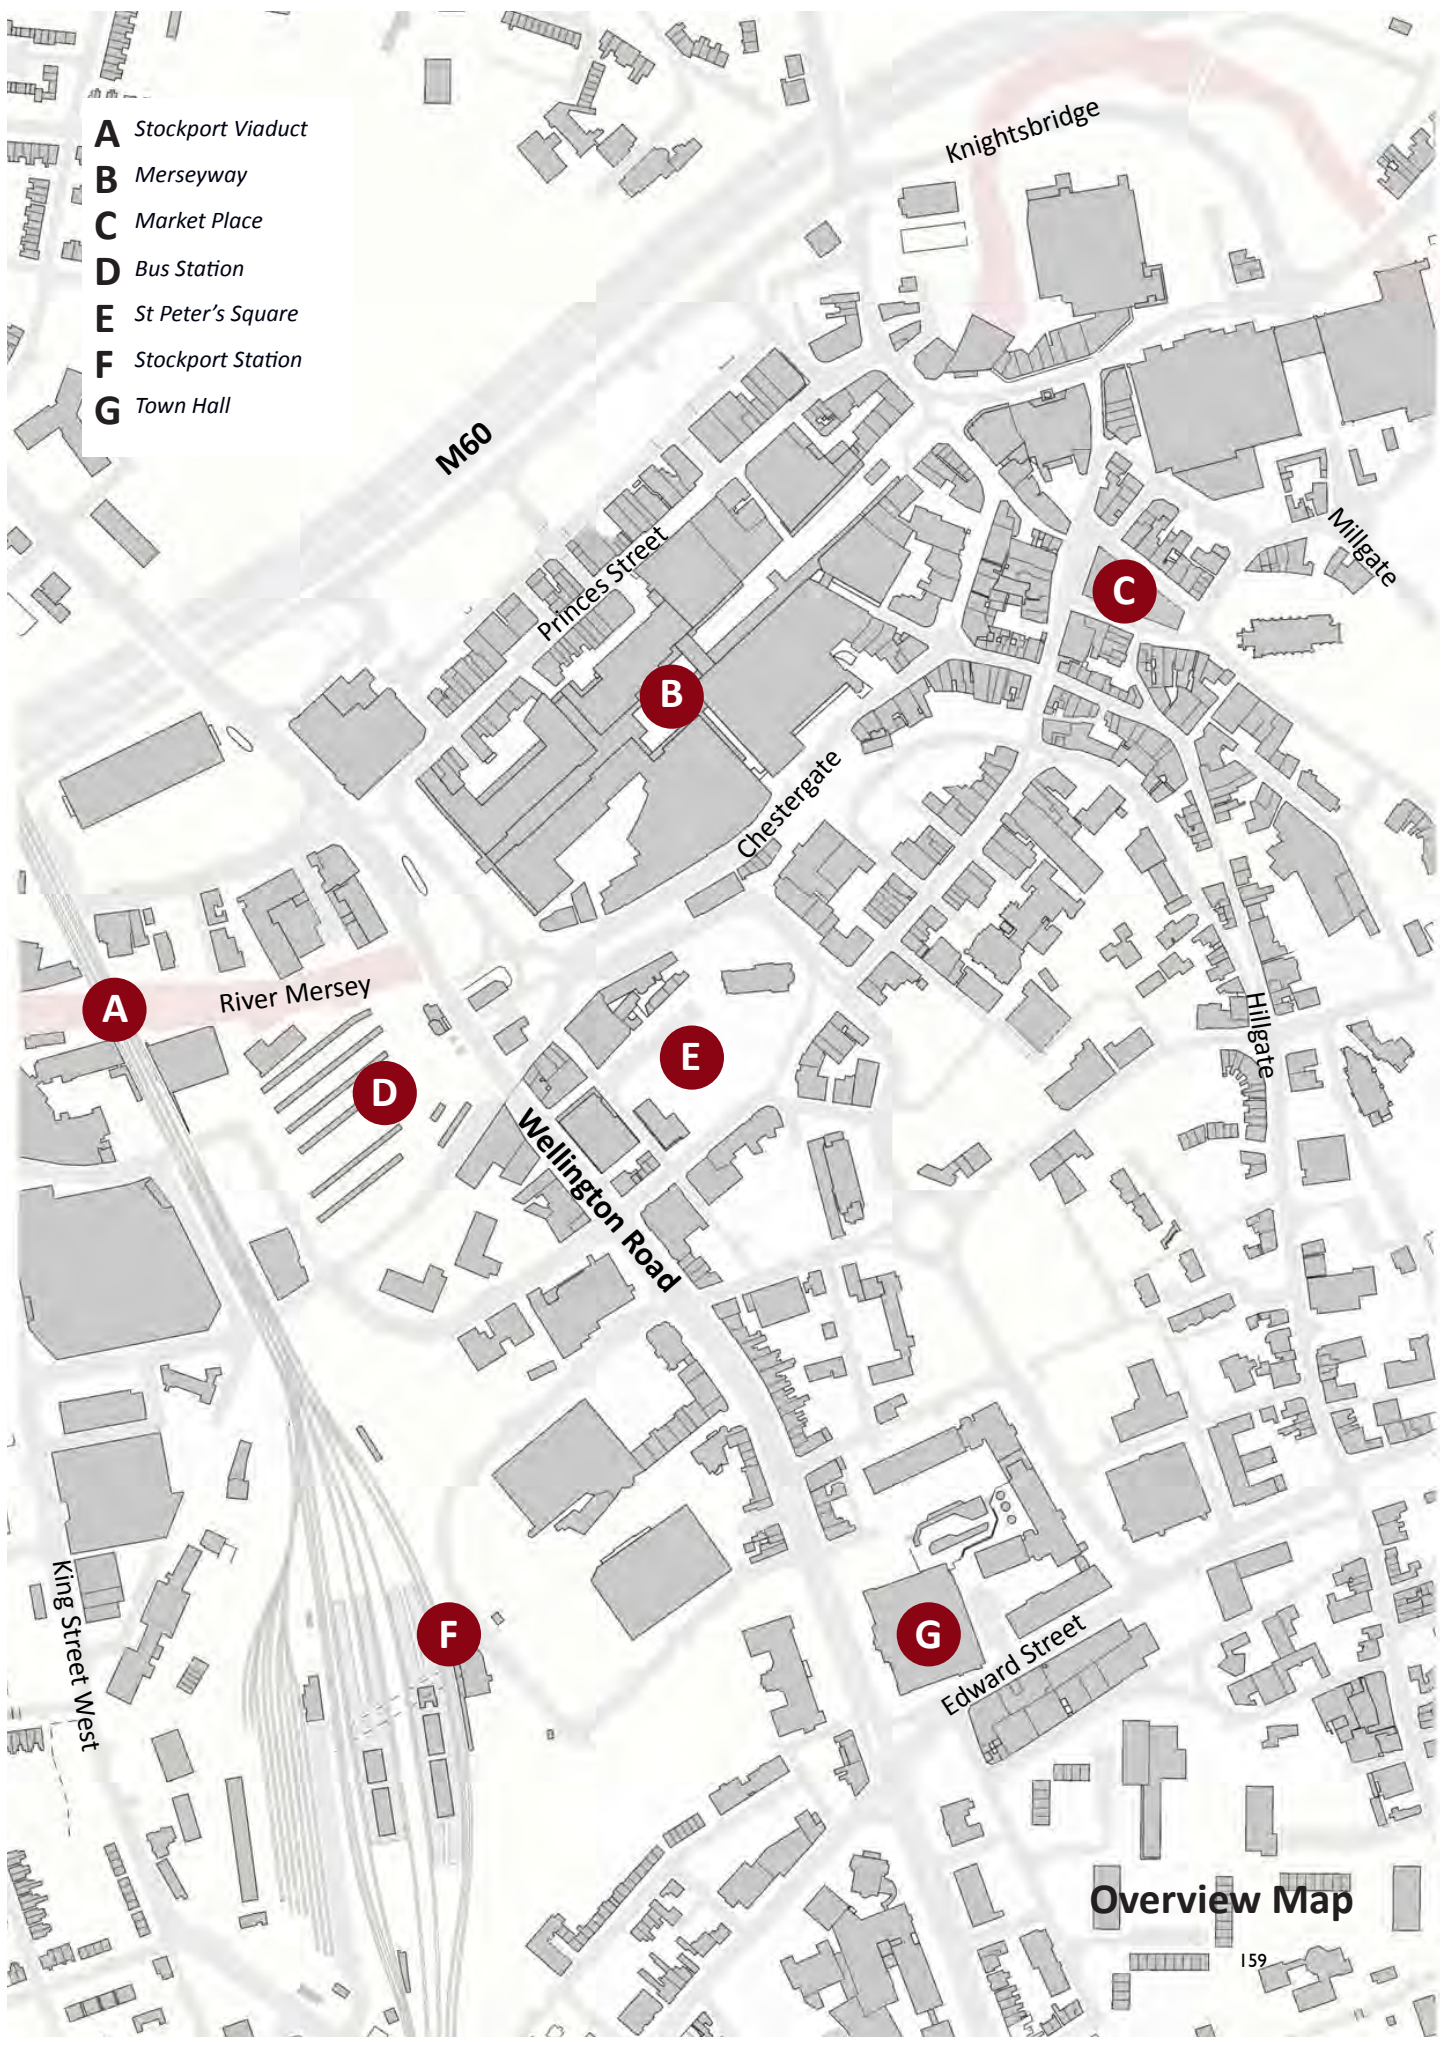 A Stockport Viaduct
B Merseyway
C Market Place
D Bus Station
E St Peter's Square
F Stockport Station
G Town Hall
Knightsbridge
M60
Millgate
Princes Street
C
B
Chestergate
River Mersey
A
Hillgate
E
D
Wellington Road
King Street West
F
G
Edward Street
Overview Map
159